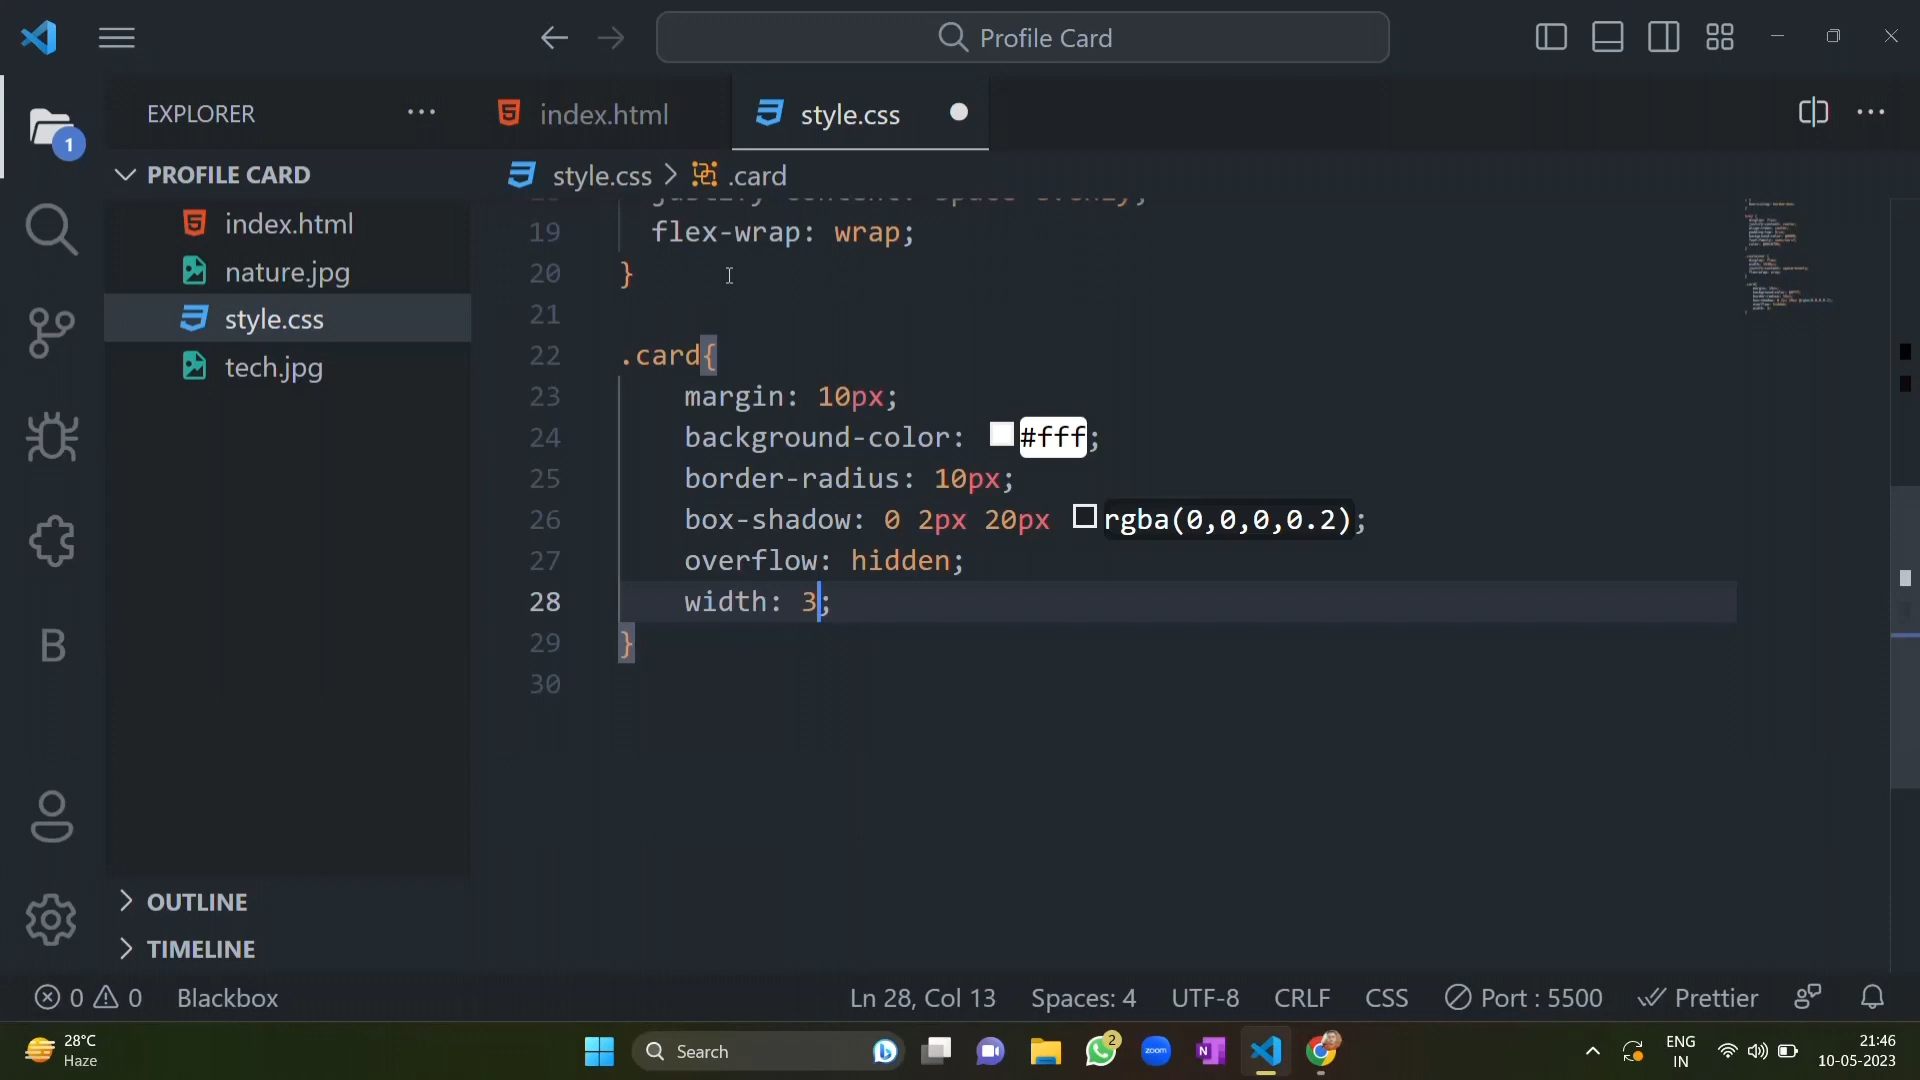 Profile Card
EXPLORER
index.html
style.css
1
PROFILE CARD
style.css
.card
index.html
nature.jpg
style.css
tech.jpg
19 flex-wrap: wrap;
20 }
21
22 .card{
23 margin: 10px;
24 background-color: #fff;
25 border-radius: 10px;
26 box-shadow: 0 2px 20px rgba(0,0,0,0.2);
27 overflow: hidden;
28 width: 3;
29 }
30
B
OUTLINE
TIMELINE
0 0 Blackbox Ln 28, Col 13 Spaces: 4 UTF-8 CRLF CSS Port : 5500 Prettier
28°C
Haze
Search
2
zoom
N
ENG
IN
21:46
10-05-2023